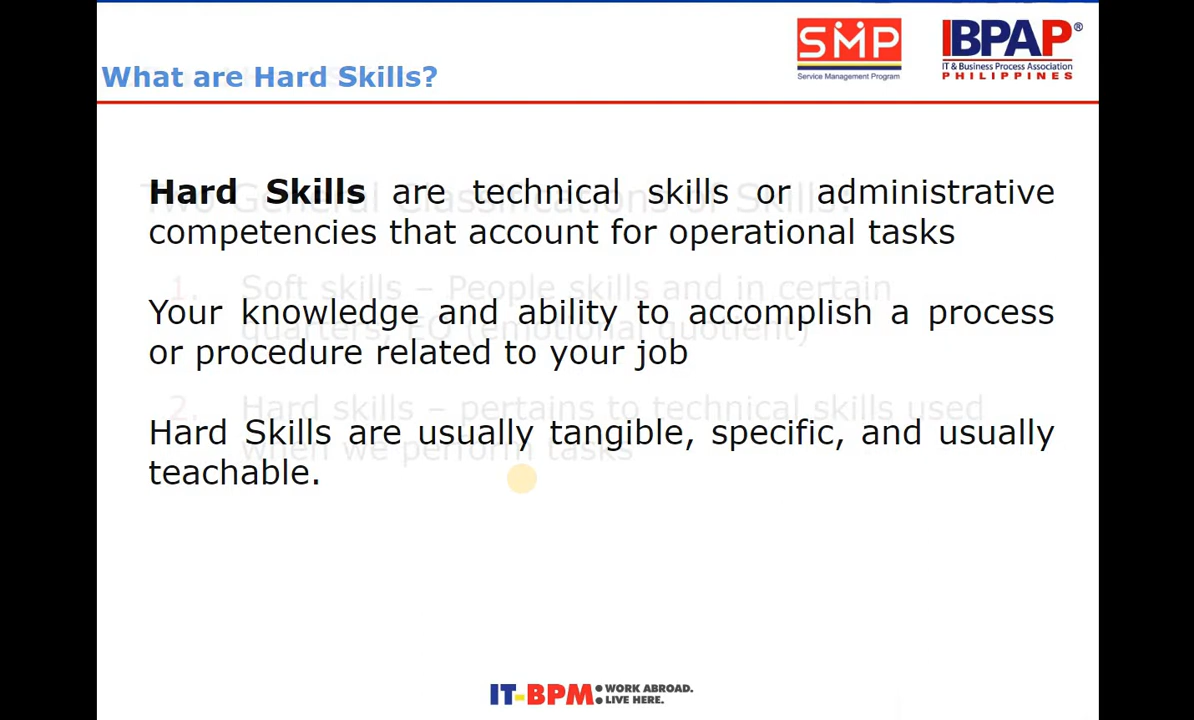 SMP
Service Management Program
IBPAP®
IT & Business Process Association
PHILIPPINES
What are Hard Skills?
Hard Skills are technical skills or administrative
competencies that account for operational tasks
Your knowledge and ability to accomplish a process
or procedure related to your job
Hard Skills are usually tangible, specific, and usually
teachable.
Two General Classifications of Skills:
1. Soft skills – People skills and in certain
quarters, EQ (emotional quotient)
2. Hard skills – pertains to technical skills used
when we perform tasks
IT-BPM: WORK ABROAD.
LIVE HERE.